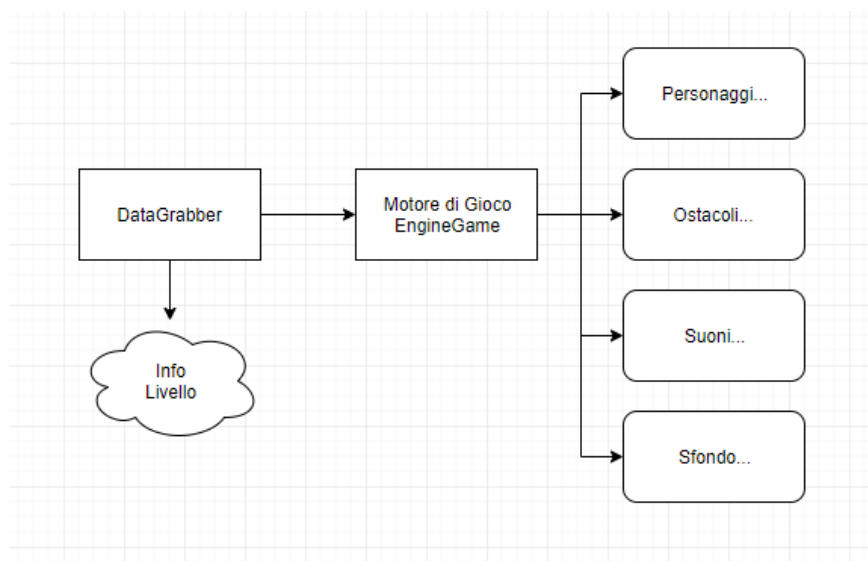 Personaggi...
DataGrabber
Motore di Gioco
EngineGame
Ostacoli...
Info
Livello
Suoni...
Sfondo...